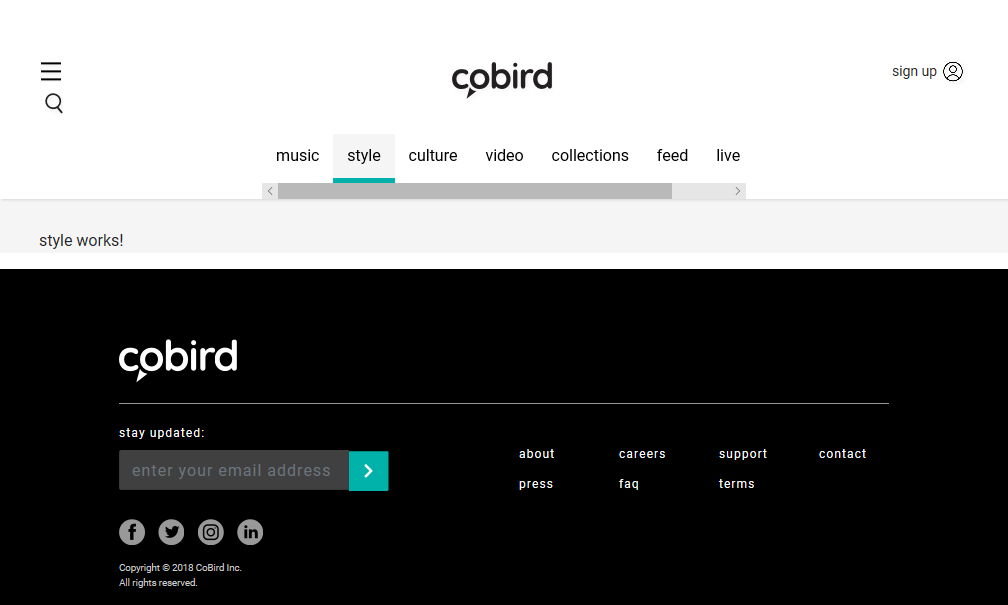 cobird
sign up
music style culture video collections feed live
style works!
cobird
stay updated:
enter your email address
about careers support contact
press faq terms
Copyright © 2018 CoBird Inc.
All rights reserved.